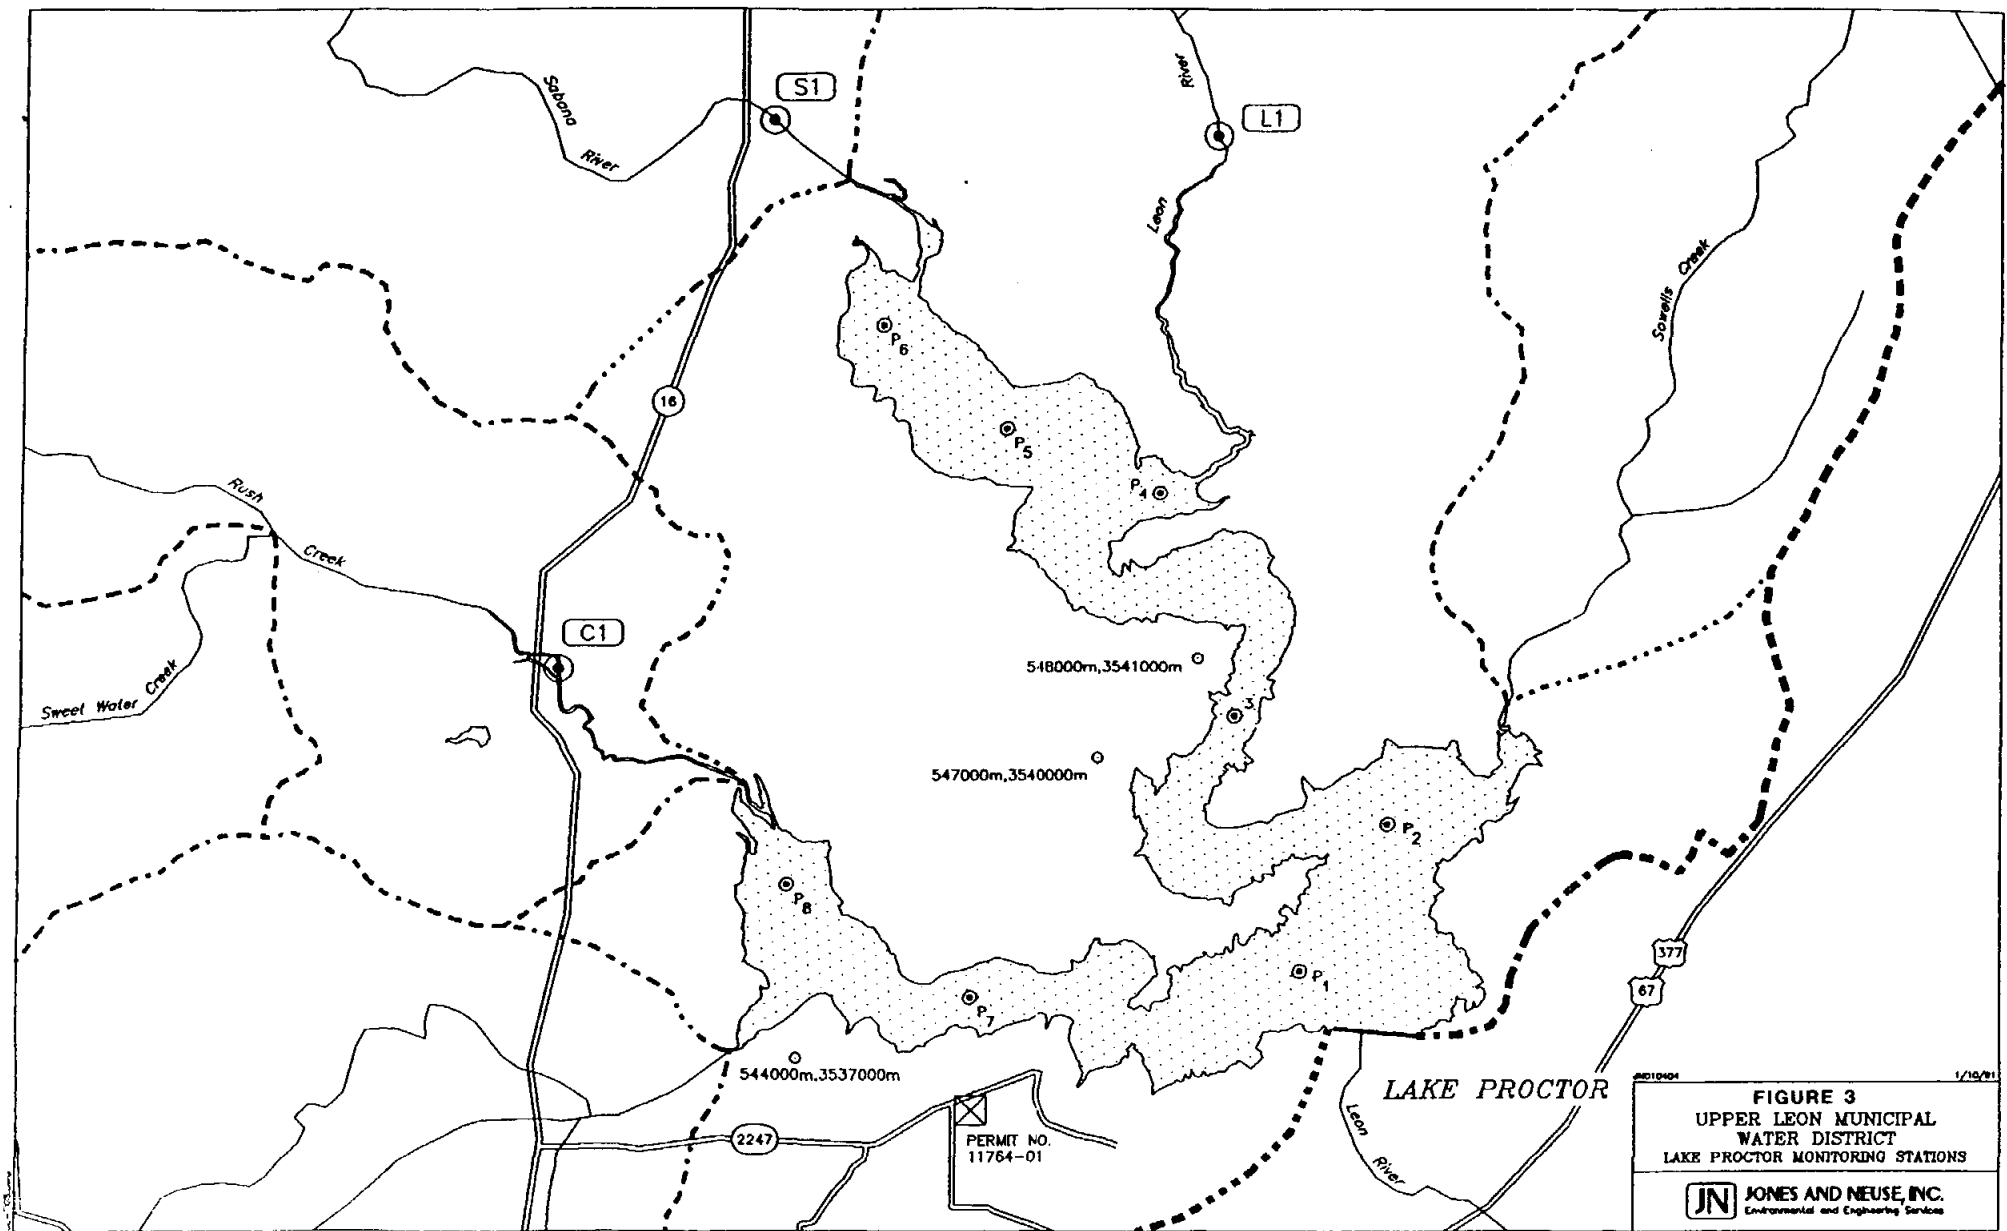 S1
L1
Sabana
River
River
Leon
Sowells Creek
P6
16
P5
P4
Rush
Creek
C1
Sweet Water Creek
548000m,3541000m
3
547000m,3540000m
P2
P8
P1
P7
377
67
544000m,3537000m
LAKE PROCTOR
Leon
River
2247
PERMIT NO.
11764-01
1/10/91
FIGURE 3
UPPER LEON MUNICIPAL
WATER DISTRICT
LAKE PROCTOR MONITORING STATIONS
JN JONES AND NEUSE, INC.
Environmental and Engineering Services